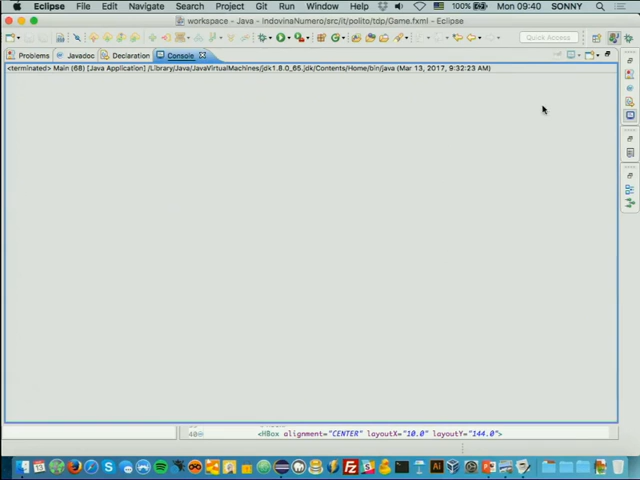 Eclipse File Edit Navigate Search Project Git Run Window Help 100% Mon 09:40 SONNY
workspace - Java - IndovinaNumero/src/it/polito/tdp/Game.fxml - Eclipse
Quick Access
Problems Javadoc Declaration Console
<terminated> Main (68) [Java Application] /Library/Java/JavaVirtualMachines/jdk1.8.0_65.jdk/Contents/Home/bin/java (Mar 13, 2017, 9:32:23 AM)
40 <HBox alignment="CENTER" layoutX="10.0" layoutY="144.0">